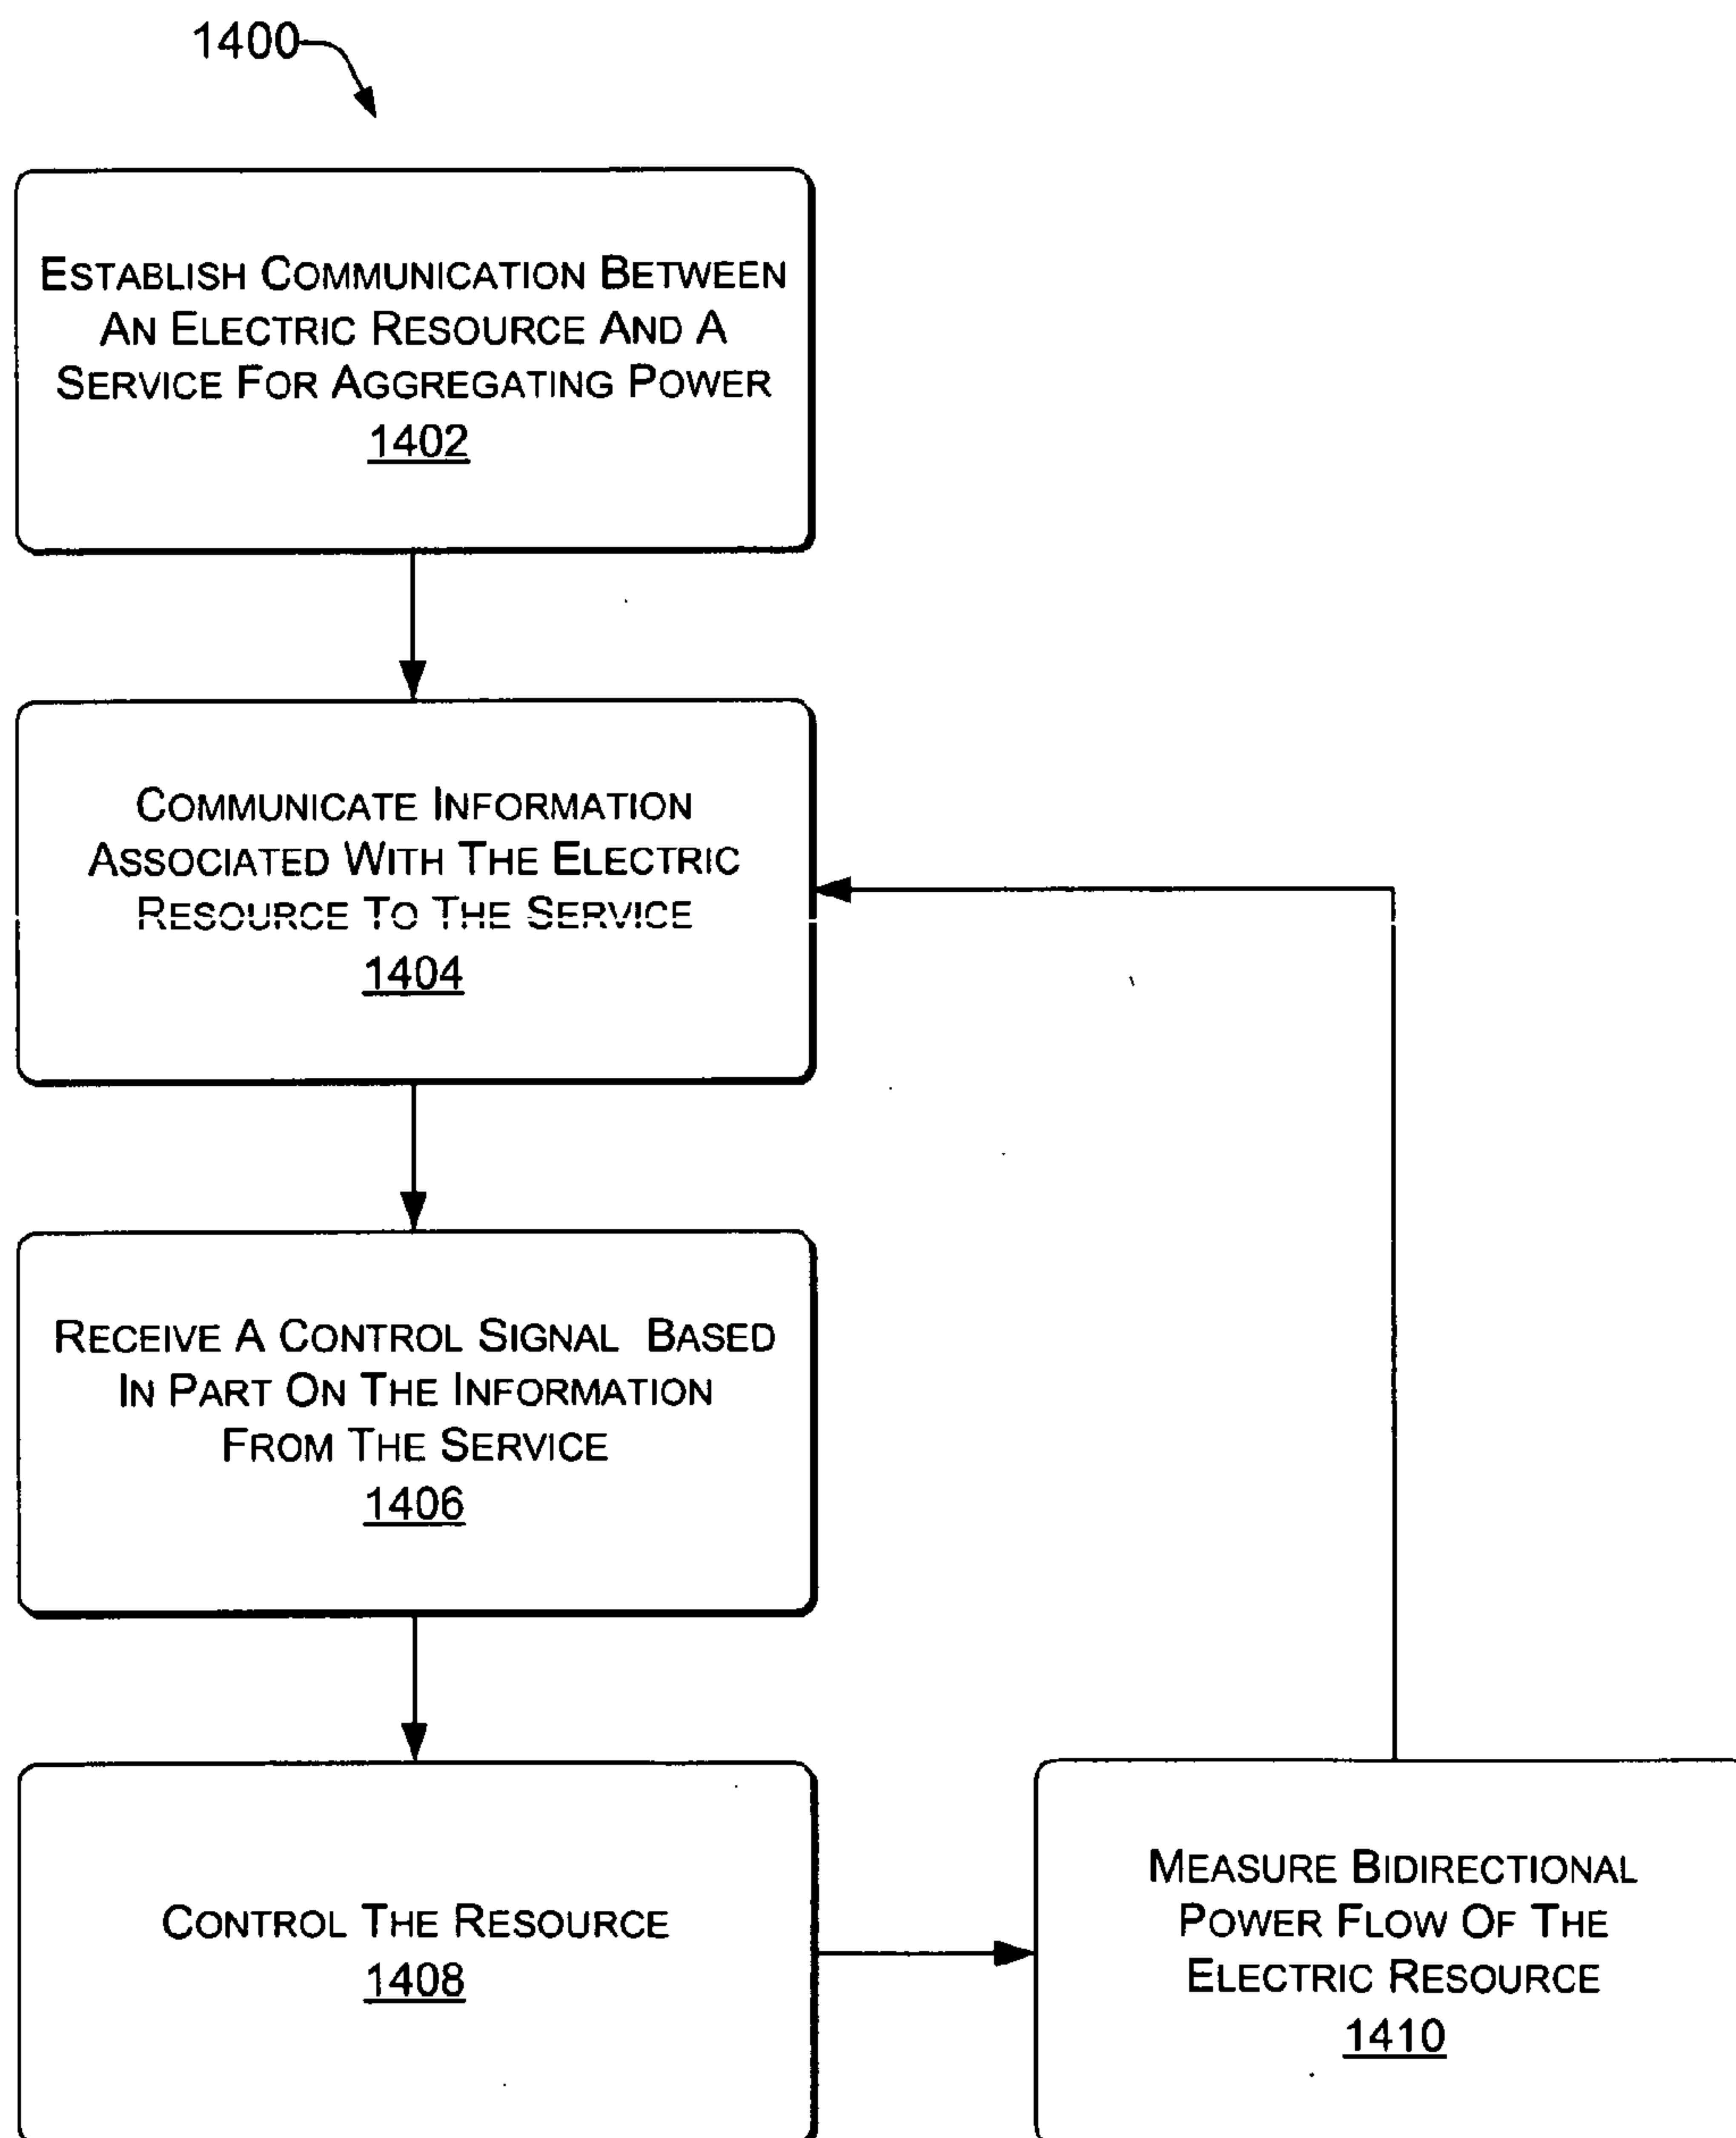 1400
ESTABLISH COMMUNICATION BETWEEN
AN ELECTRIC RESOURCE AND A
SERVICE FOR AGGREGATING POWER
1402
COMMUNICATE INFORMATION
ASSOCIATED WITH THE ELECTRIC
RESOURCE TO THE SERVICE
1404
RECEIVE A CONTROL SIGNAL BASED
IN PART ON THE INFORMATION
FROM THE SERVICE
1406
CONTROL THE RESOURCE
1408
MEASURE BIDIRECTIONAL
POWER FLOW OF THE
ELECTRIC RESOURCE
1410